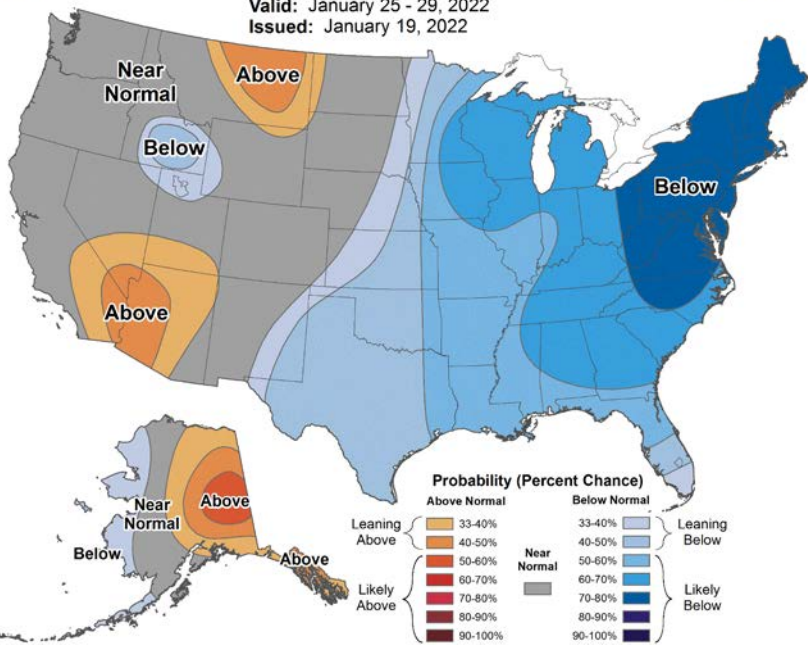 Valid: January 25 - 29, 2022
Issued: January 19, 2022
Near
Normal
Above
Below
Below
Above
Near
Normal
Above
Below
Above
Probability (Percent Chance)
Above Normal
Below Normal
Leaning
Above
33-40%
40-50%
Likely
Above
50-60%
60-70%
70-80%
80-90%
90-100%
Near
Normal
33-40%
40-50%
Leaning
Below
50-60%
60-70%
70-80%
80-90%
90-100%
Likely
Below